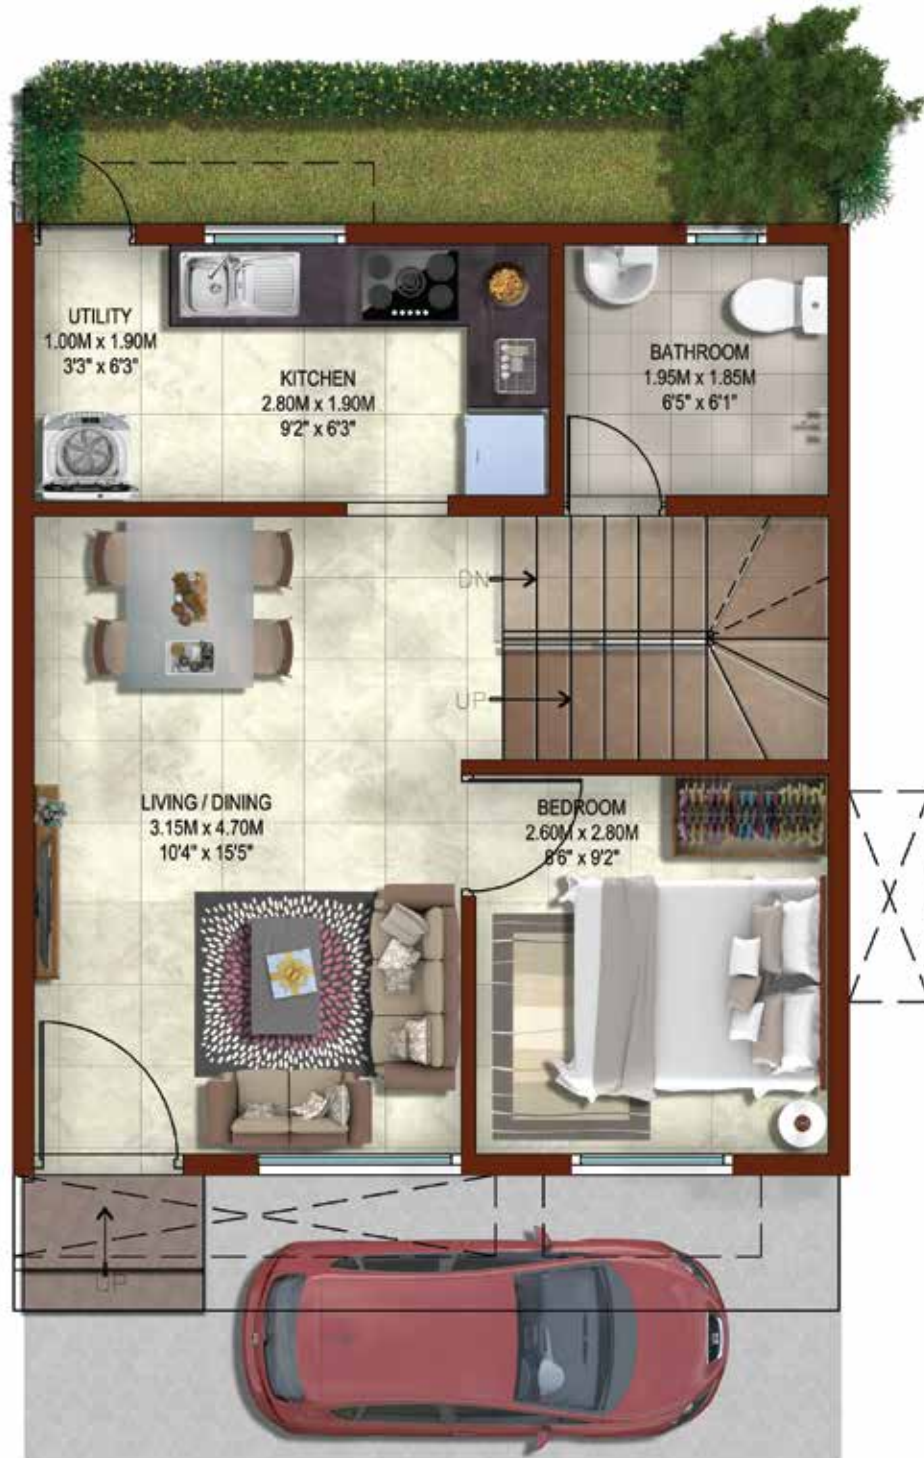 UTILITY
1.00M x 1.90M
3'3" x 6'3"
KITCHEN
2.80M x 1.90M
9'2" x 6'3"
BATHROOM
1.95M x 1.85M
6'5" x 6'1"
DN
UP
LIVING / DINING
3.15M x 4.70M
10'4" x 15'5"
BEDROOM
2.60M x 2.80M
8'6" x 9'2"
UP